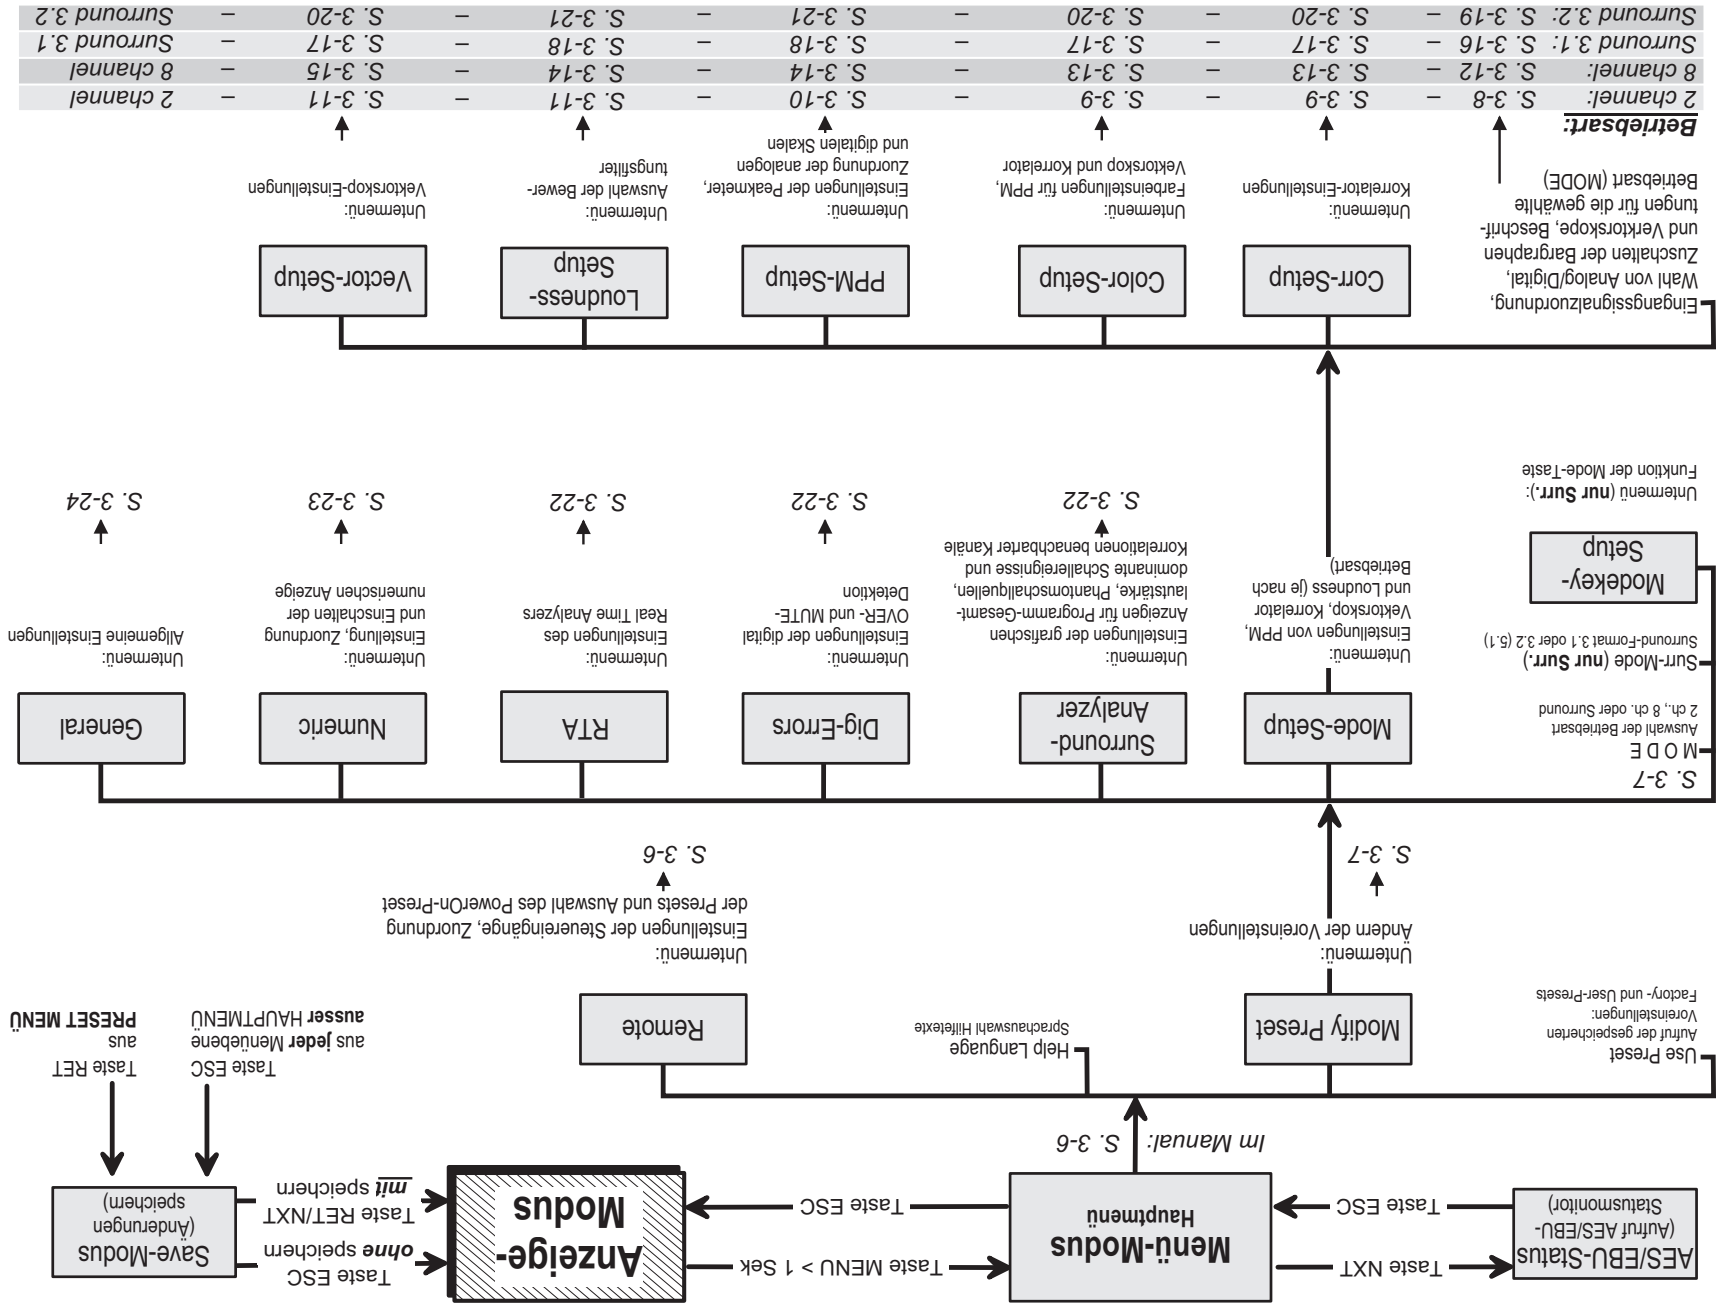 AES/EBU-Status
(Aufruf AES/EBU-
Statusmonitor)
Taste NXT
Taste ESC
Menü-Modus
Hauptmenü
Taste MENU > 1 Sek
Taste ESC
Anzeige-
Modus
Taste ESC
ohne speichern
Taste RET/NXT
mit speichern
Save-Modus
(Änderungen
speichern)
Im Manual: S. 3-6
Taste ESC
aus jeder Menüebene
ausser HAUPTMENÜ
Taste RET
aus
PRESET MENÜ
Use Preset
Aufruf der gespeicherten
Voreinstellungen:
Factory- und User-Presets
Modify Preset
Untermenü:
Ändern der Voreinstellungen
S. 3-7
Help Language
Sprachauswahl Hilfetexte
Remote
Untermenü:
Einstellungen der Steuereingänge, Zuordnung
der Presets und Auswahl des PowerOn-Preset
S. 3-6
S. 3-7
M O D E
Auswahl der Betriebsart
2 ch., 8 ch. oder Surround
Surr-Mode (nur Surr.)
Surround-Format 3.1 oder 3.2 (5.1)
Modekey-
Setup
Untermenü (nur Surr.):
Funktion der Mode-Taste
Mode-Setup
Untermenü:
Einstellungen von PPM,
Vektorskop, Korrelator
und Loudness (je nach
Betriebsart)
Surround-
Analyzer
Untermenü:
Einstellungen der grafischen
Anzeigen für Programm-Gesamt-
lautstärke, Phantomschallquellen,
dominante Schallereignisse und
Korrelationen benachbarter Kanäle
S. 3-22
Dig-Errors
Untermenü:
Einstellungen der digital
OVER- und MUTE-
Detektion
S. 3-22
RTA
Untermenü:
Einstellungen des
Real Time Analyzers
S. 3-22
Numeric
Untermenü:
Einstellung, Zuordnung
und Einschalten der
numerischen Anzeige
S. 3-23
General
Untermenü:
Allgemeine Einstellungen
S. 3-24
Eingangssignalzuordnung,
Wahl von Analog/Digital,
Zuschalten der Bargraphen
und Verktorskope, Beschrif-
tungen für die gewählte
Betriebsart (MODE)
Corr-Setup
Untermenü:
Korrelator-Einstellungen
Color-Setup
Untermenü:
Farbeinstellungen für PPM,
Vektorskop und Korrelator
PPM-Setup
Untermenü:
Einstellungen der Peakmeter,
Zuordnung der analogen
und digitalen Skalen
Loudness-
Setup
Untermenü:
Auswahl der Bewer-
tungsfilter
Vector-Setup
Untermenü:
Vektorskop-Einstellungen
Betriebsart:
2 channel: S. 3-8 – S. 3-9 – S. 3-9 – S. 3-10 – S. 3-11 – S. 3-11 – 2 channel
8 channel: S. 3-12 – S. 3-13 – S. 3-13 – S. 3-14 – S. 3-14 – S. 3-15 – 8 channel
Surround 3.1: S. 3-16 – S. 3-17 – S. 3-17 – S. 3-18 – S. 3-18 – S. 3-17 – Surround 3.1
Surround 3.2: S. 3-19 – S. 3-20 – S. 3-20 – S. 3-21 – S. 3-21 – S. 3-20 – Surround 3.2